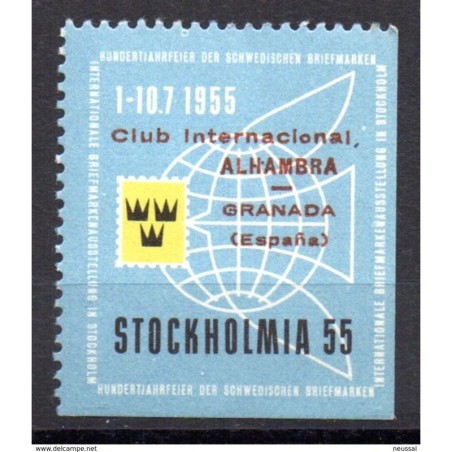 HUNDERTJAHRFEIER DER SCHWEDISCHEN BRIEFMARKEN
INTERNATIONALE BRIEFMARKENAUSSTELLUNG IN STOCKHOLM
1-10.7 1955
Club Internacional,
ALHAMBRA
—
GRANADA
(España)
STOCKHOLMIA 55
INTERNATIONALE BRIEFMARKENAUSSTELLUNG IN STOCKHOLM
HUNDERTJAHRFEIER DER SCHWEDISCHEN BRIEFMARKEN
www.delcampe.net
neussal